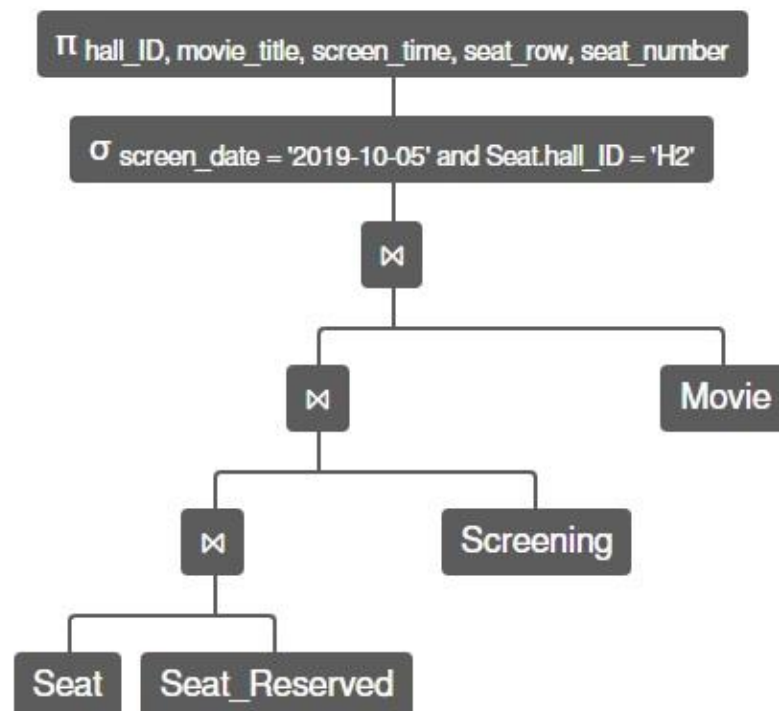 π hall_ID, movie_title, screen_time, seat_row, seat_number
σ screen_date = '2019-10-05' and Seat.hall_ID = 'H2'
⋈
⋈
Movie
⋈
Screening
Seat
Seat_Reserved